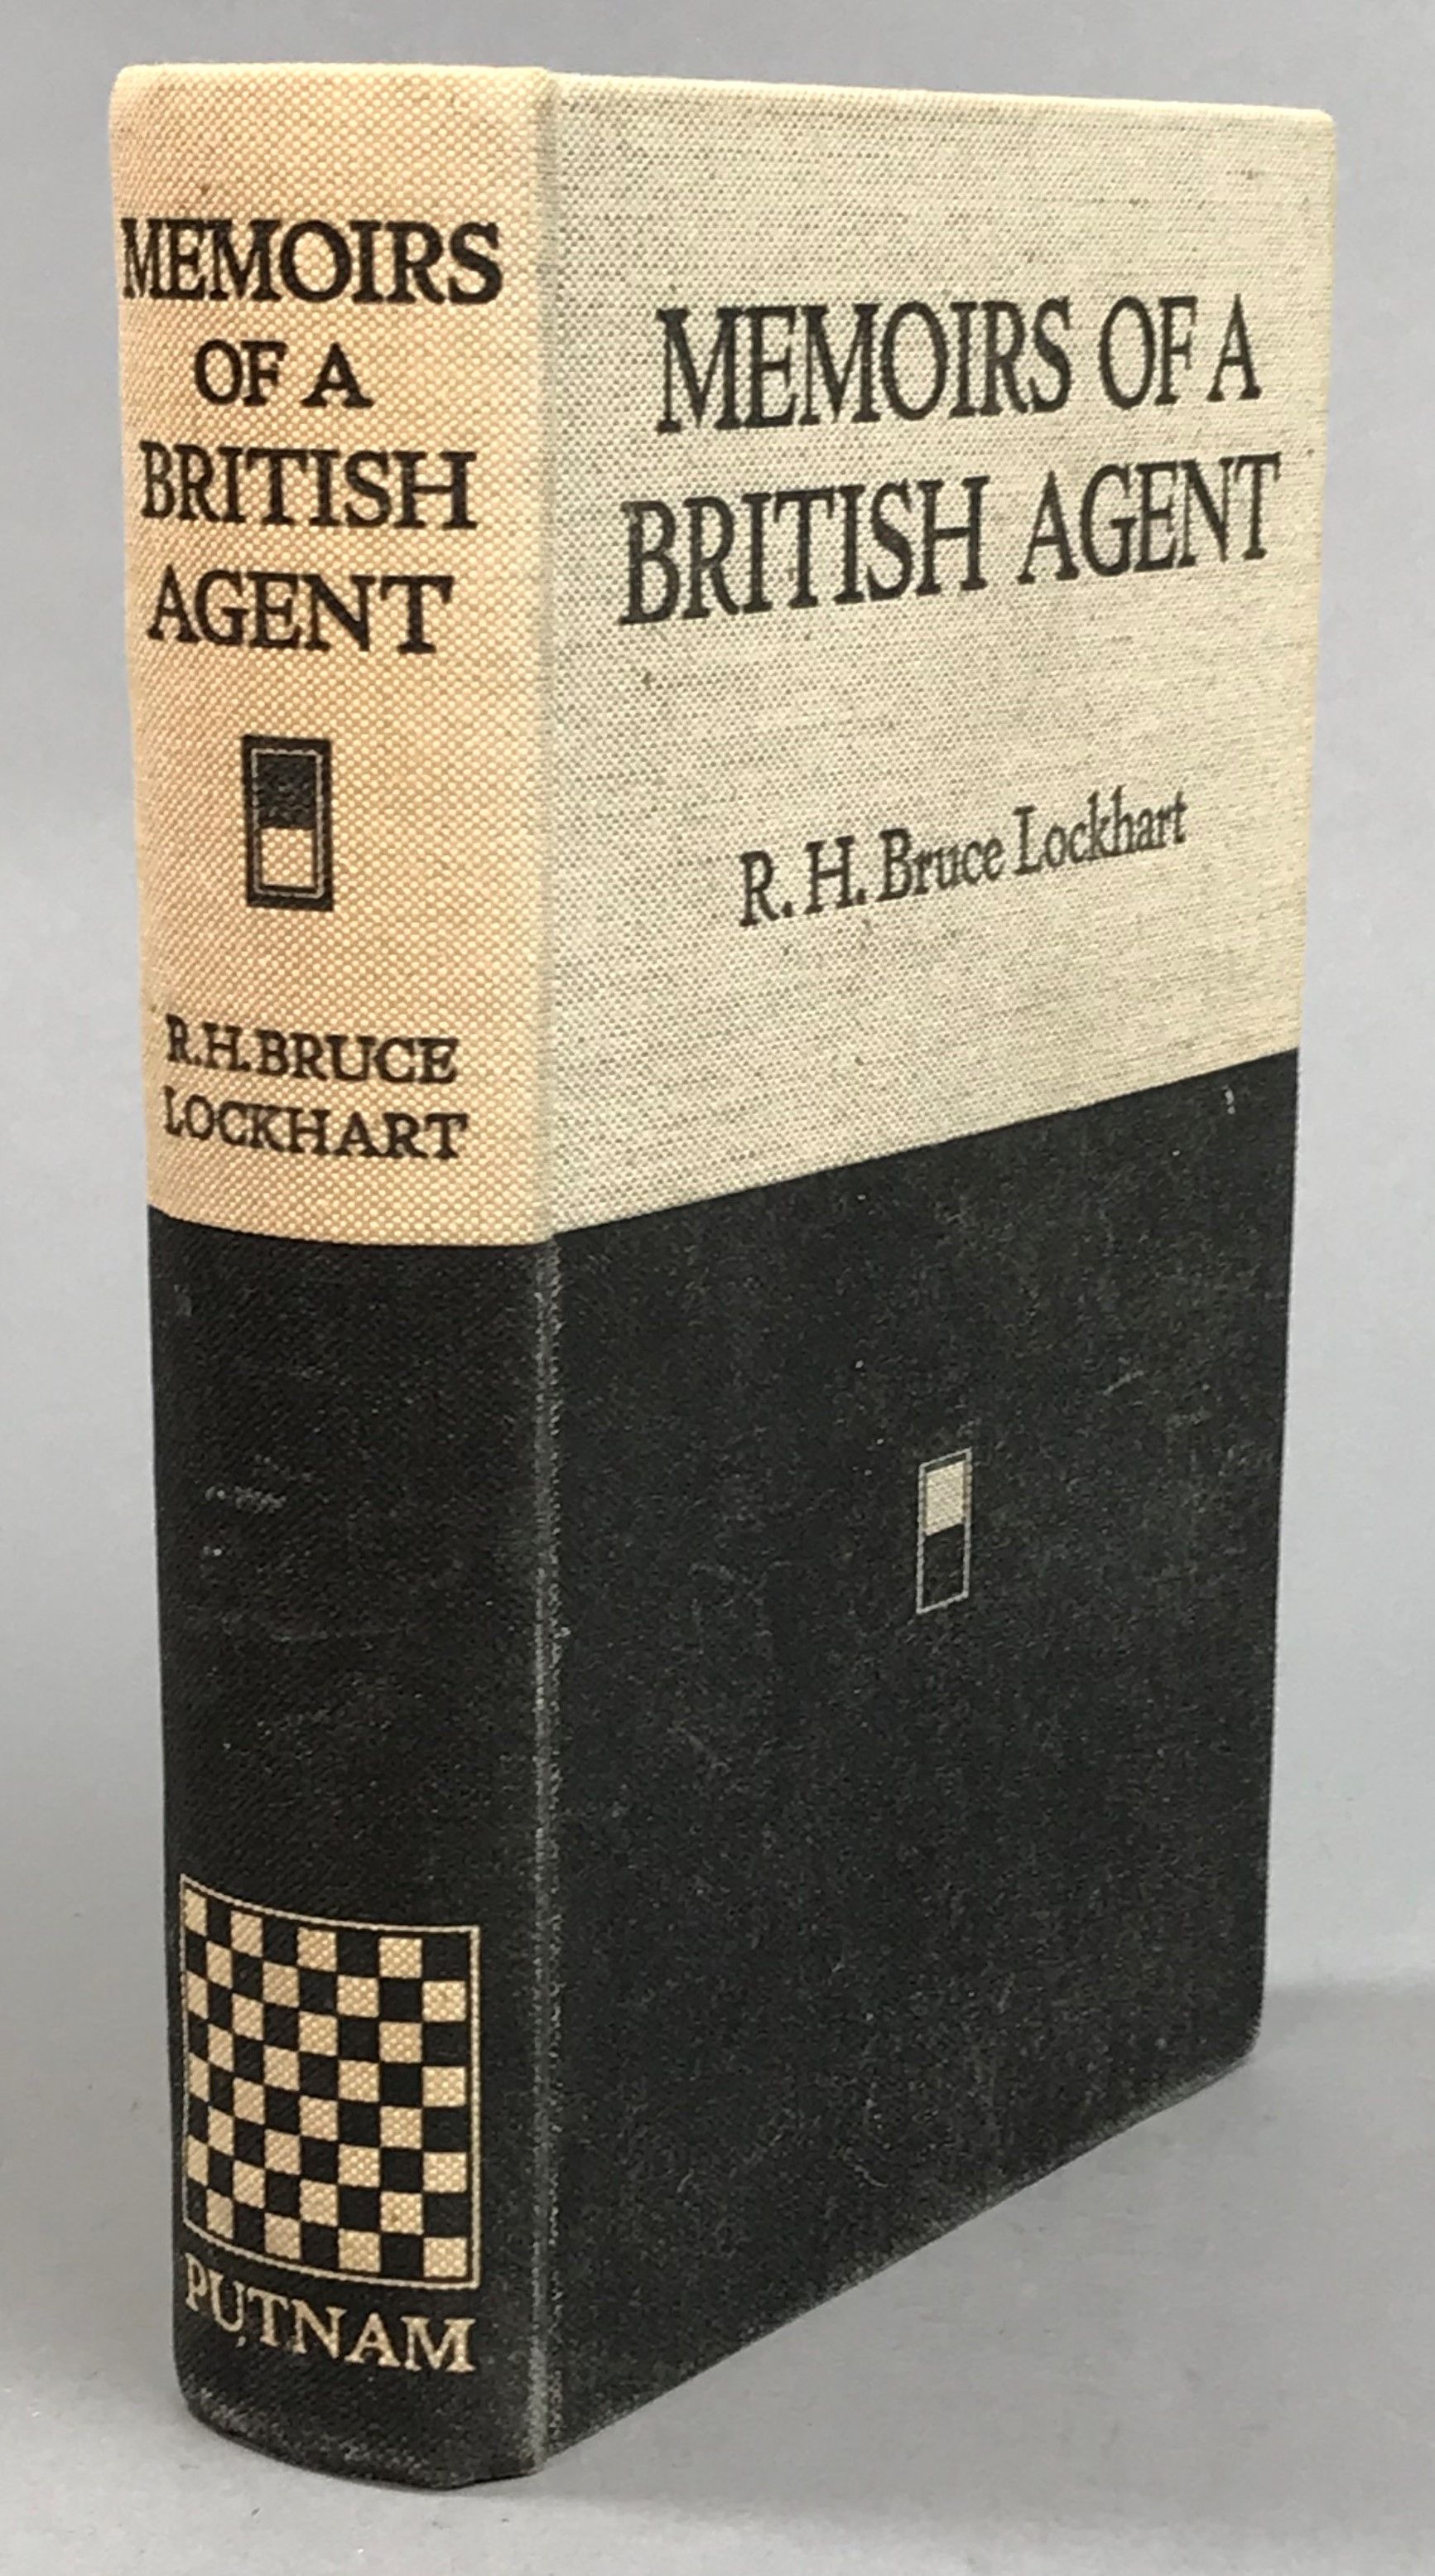 MEMOIRS
OF A
BRITISH
AGENT
R.H.BRUCE
LOCKHART
PUTNAM
MEMOIRS OF A
BRITISH AGENT
R. H. Bruce Lockhart